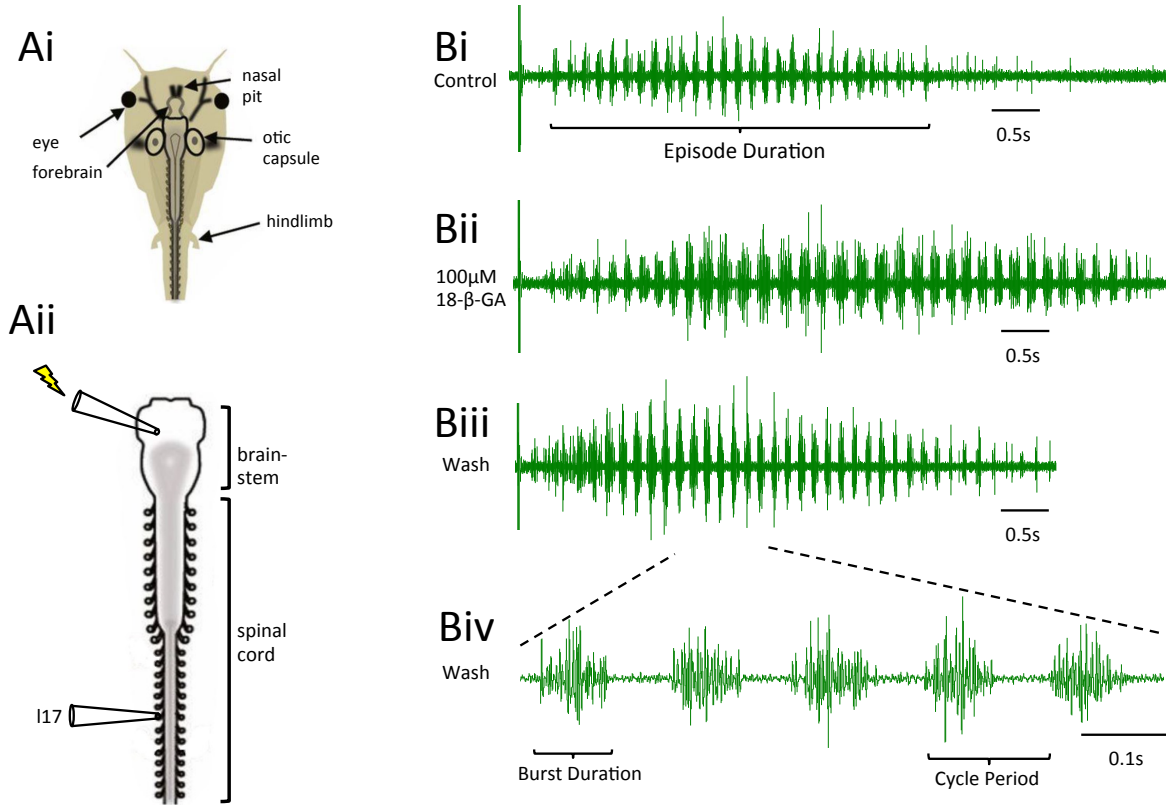 Ai
nasal
pit
eye
forebrain
otic
capsule
hindlimb
Aii
brain-
stem
spinal
cord
l17
Bi
Control
0.5s
Episode Duration
Bii
100μM
18-β-GA
0.5s
Biii
Wash
0.5s
Biv
Wash
0.1s
Burst Duration
Cycle Period